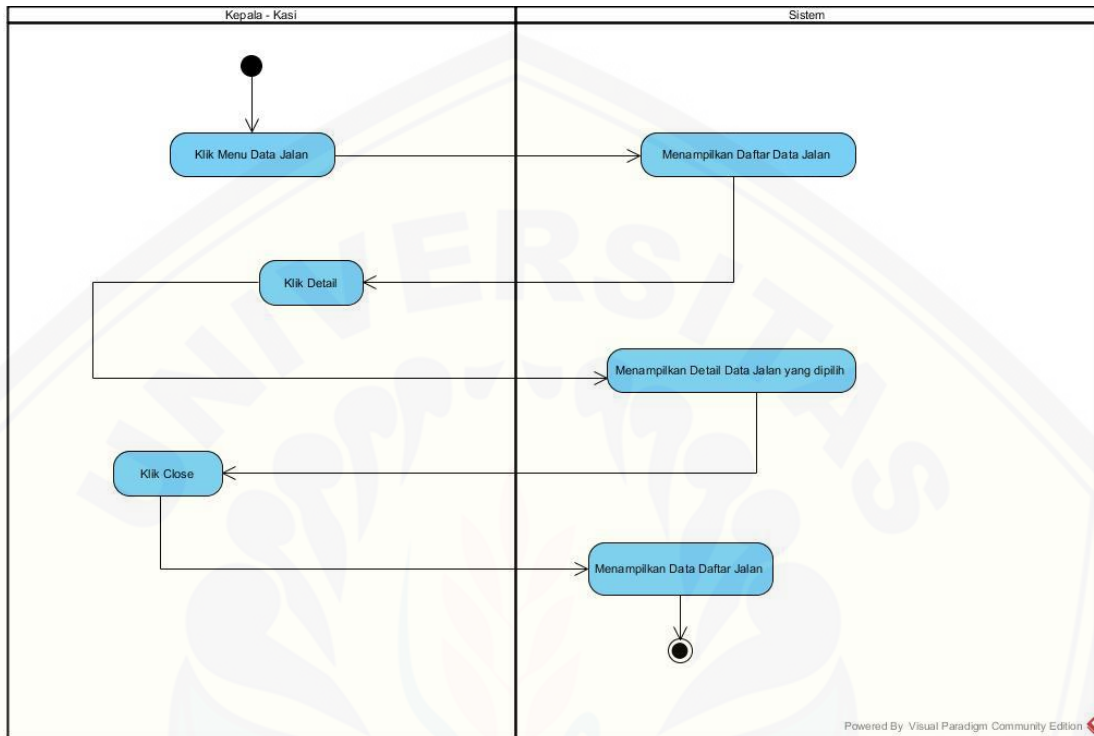 Kepala - Kasi
Sistem
Klik Menu Data Jalan
Menampilkan Daftar Data Jalan
Klik Detail
Menampilkan Detail Data Jalan yang dipilih
Klik Close
Menampilkan Data Daftar Jalan
UNIVERSITAS
Powered By Visual Paradigm Community Edition